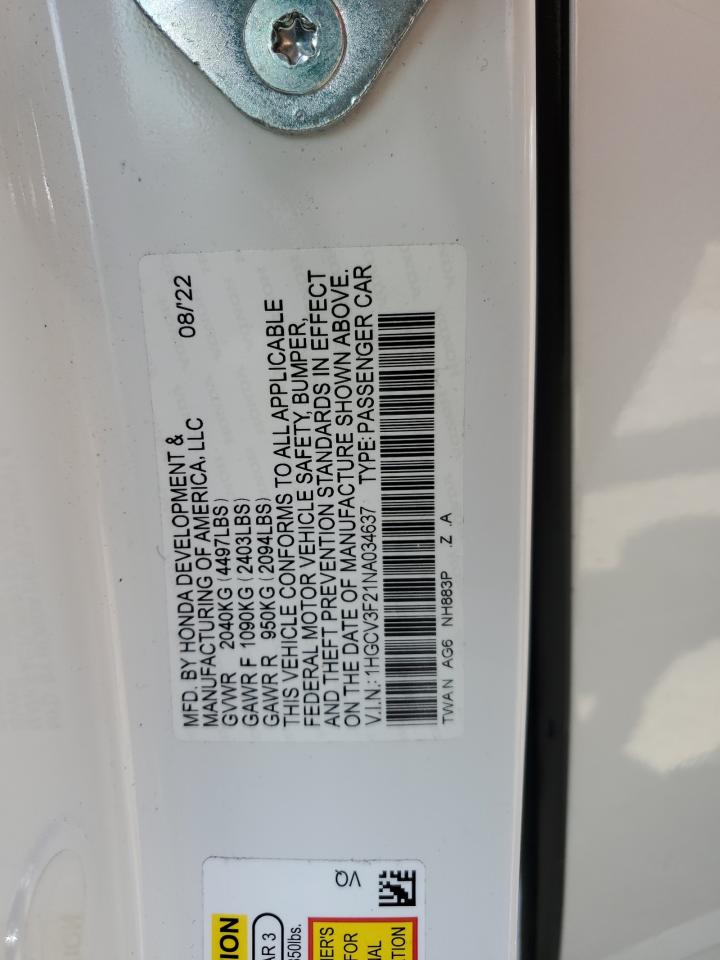 MFD. BY HONDA DEVELOPMENT & 08/'22
MANUFACTURING OF AMERICA, LLC
GVWR 2040KG (4497LBS)
GAWR F 1090KG (2403LBS)
GAWR R 950KG (2094LBS)
THIS VEHICLE CONFORMS TO ALL APPLICABLE
FEDERAL MOTOR VEHICLE SAFETY, BUMPER,
AND THEFT PREVENTION STANDARDS IN EFFECT
ON THE DATE OF MANUFACTURE SHOWN ABOVE.
V.I.N.: 1HGCV3F21NA034637 TYPE: PASSENGER CAR
TWAN AG6 NH883P .Z .A
VQ